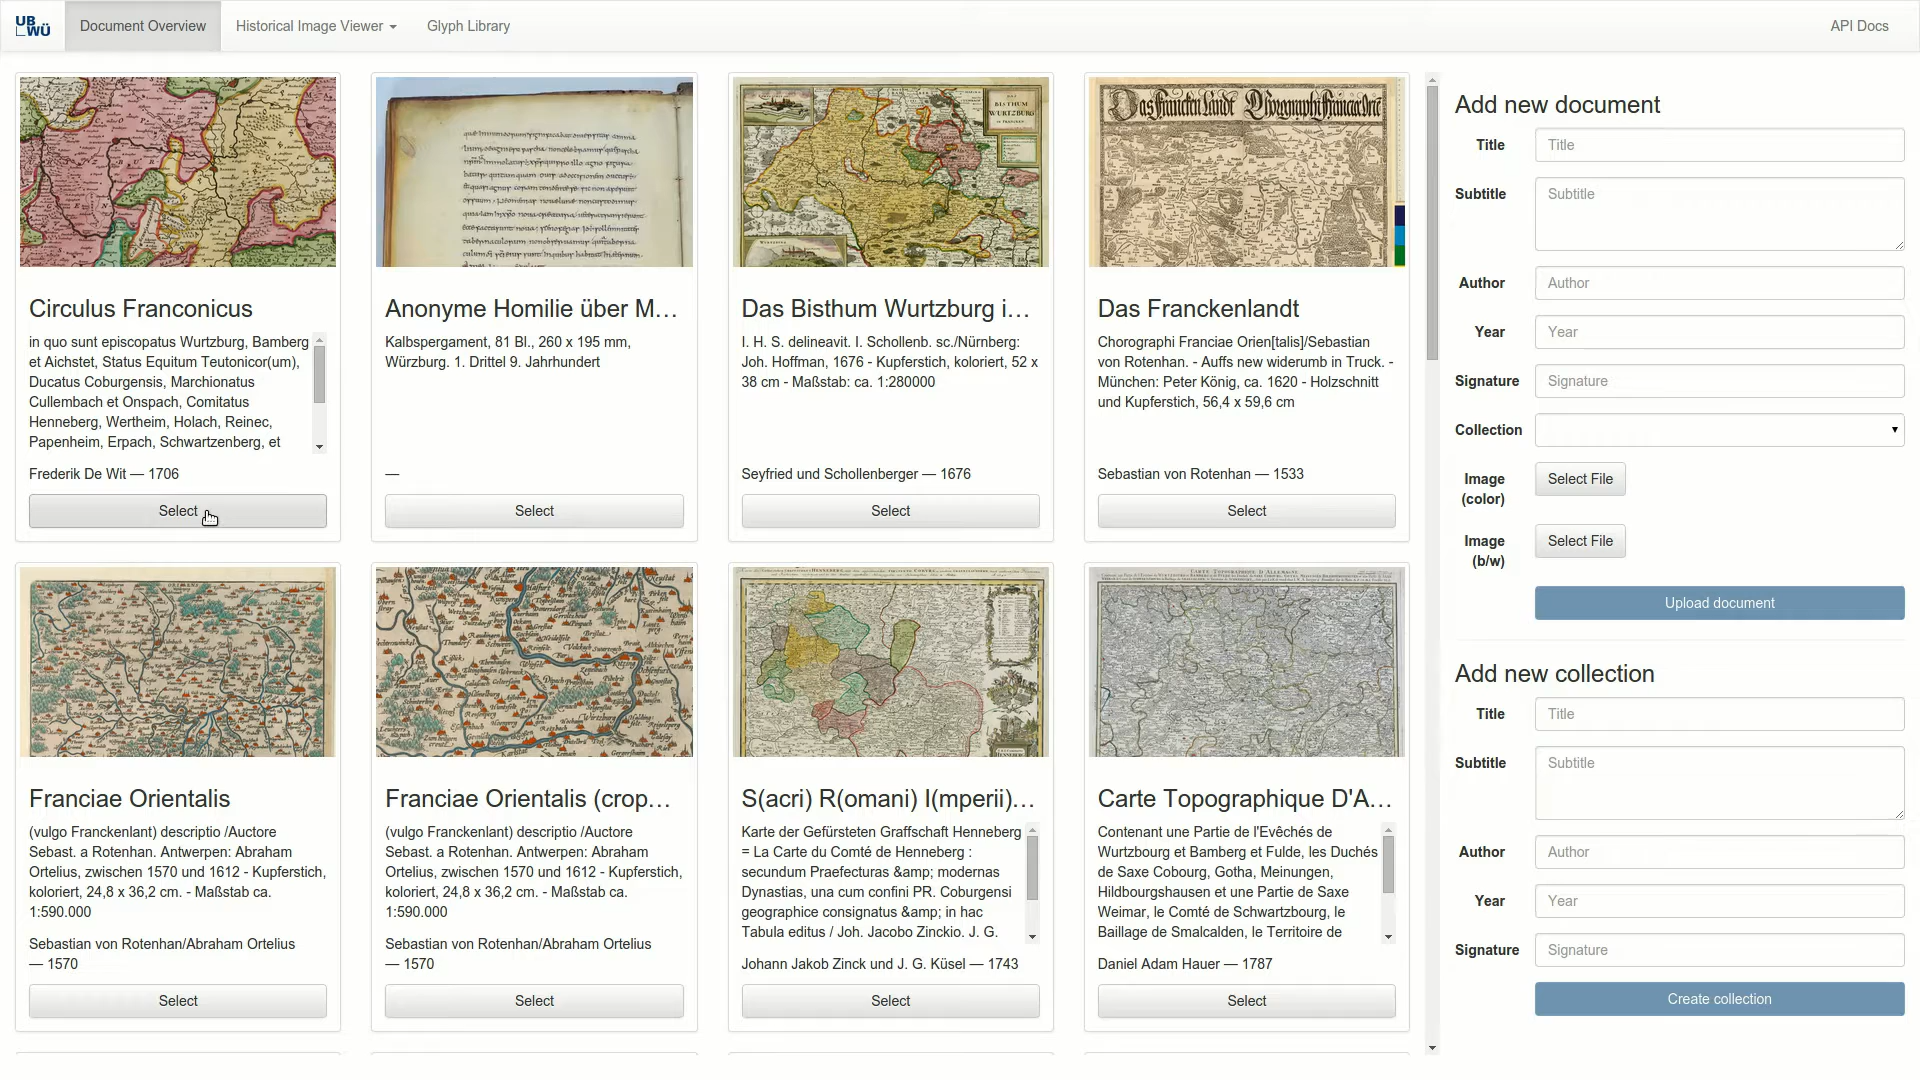 UB
WÜ
Document Overview
Historical Image Viewer
Glyph Library
API Docs
Circulus Franconicus
in quo sunt episcopatus Wurtzburg, Bamberg
et Aichstet, Status Equitum Teutonicor(um),
Ducatus Coburgensis, Marchionatus
Cullembach et Onspach, Comitatus
Henneberg, Wertheim, Holach, Reinec,
Papenheim, Erpach, Schwartzenberg, et
Frederik De Wit — 1706
Select
Anonyme Homilie über M...
Kalbspergament, 81 Bl., 260 x 195 mm,
Würzburg. 1. Drittel 9. Jahrhundert
—
Select
BISTHUM
WURTZBURG
Das Bisthum Wurtzburg i...
I. H. S. delineavit. I. Schollenb. sc./Nürnberg:
Joh. Hoffman, 1676 - Kupferstich, koloriert, 52 x
38 cm - Maßstab: ca. 1:280000
Seyfried und Schollenberger — 1676
Select
Das Franckenlandt
Chorographi Franciae Orien[talis]/Sebastian
von Rotenhan. - Auffs new widerumb in Truck. -
München: Peter König, ca. 1620 - Holzschnitt
und Kupferstich, 56,4 x 59,6 cm
Sebastian von Rotenhan — 1533
Select
Franciae Orientalis
(vulgo Franckenlant) descriptio /Auctore
Sebast. a Rotenhan. Antwerpen: Abraham
Ortelius, zwischen 1570 und 1612 - Kupferstich,
koloriert, 24,8 x 36,2 cm. - Maßstab ca.
1:590.000
Sebastian von Rotenhan/Abraham Ortelius
— 1570
Select
Franciae Orientalis (crop...
(vulgo Franckenlant) descriptio /Auctore
Sebast. a Rotenhan. Antwerpen: Abraham
Ortelius, zwischen 1570 und 1612 - Kupferstich,
koloriert, 24,8 x 36,2 cm. - Maßstab ca.
1:590.000
Sebastian von Rotenhan/Abraham Ortelius
— 1570
Select
S(acri) R(omani) I(mperii)...
Karte der Gefürsteten Graffschaft Henneberg
= La Carte du Comté de Henneberg :
secundum Praefecturas &amp; modernas
Dynastias, una cum confini PR. Coburgensi
geographice consignatus &amp; in hac
Tabula editus / Joh. Jacobo Zinckio. J. G.
Johann Jakob Zinck und J. G. Küsel — 1743
Select
CARTE TOPOGRAPHIQUE D'ALLEMAGNE
Carte Topographique D'A...
Contenant une Partie de l'Evêchés de
Wurtzbourg et Bamberg et Fulde, les Duchés
de Saxe Cobourg, Gotha, Meinungen,
Hildbourgshausen et une Partie de Saxe
Weimar, le Comté de Schwartzbourg, le
Baillage de Smalcalden, le Territoire de
Daniel Adam Hauer — 1787
Select
Add new document
Title
Title
Subtitle
Subtitle
Author
Author
Year
Year
Signature
Signature
Collection
Image
(color)
Select File
Image
(b/w)
Select File
Upload document
Add new collection
Title
Title
Subtitle
Subtitle
Author
Author
Year
Year
Signature
Signature
Create collection